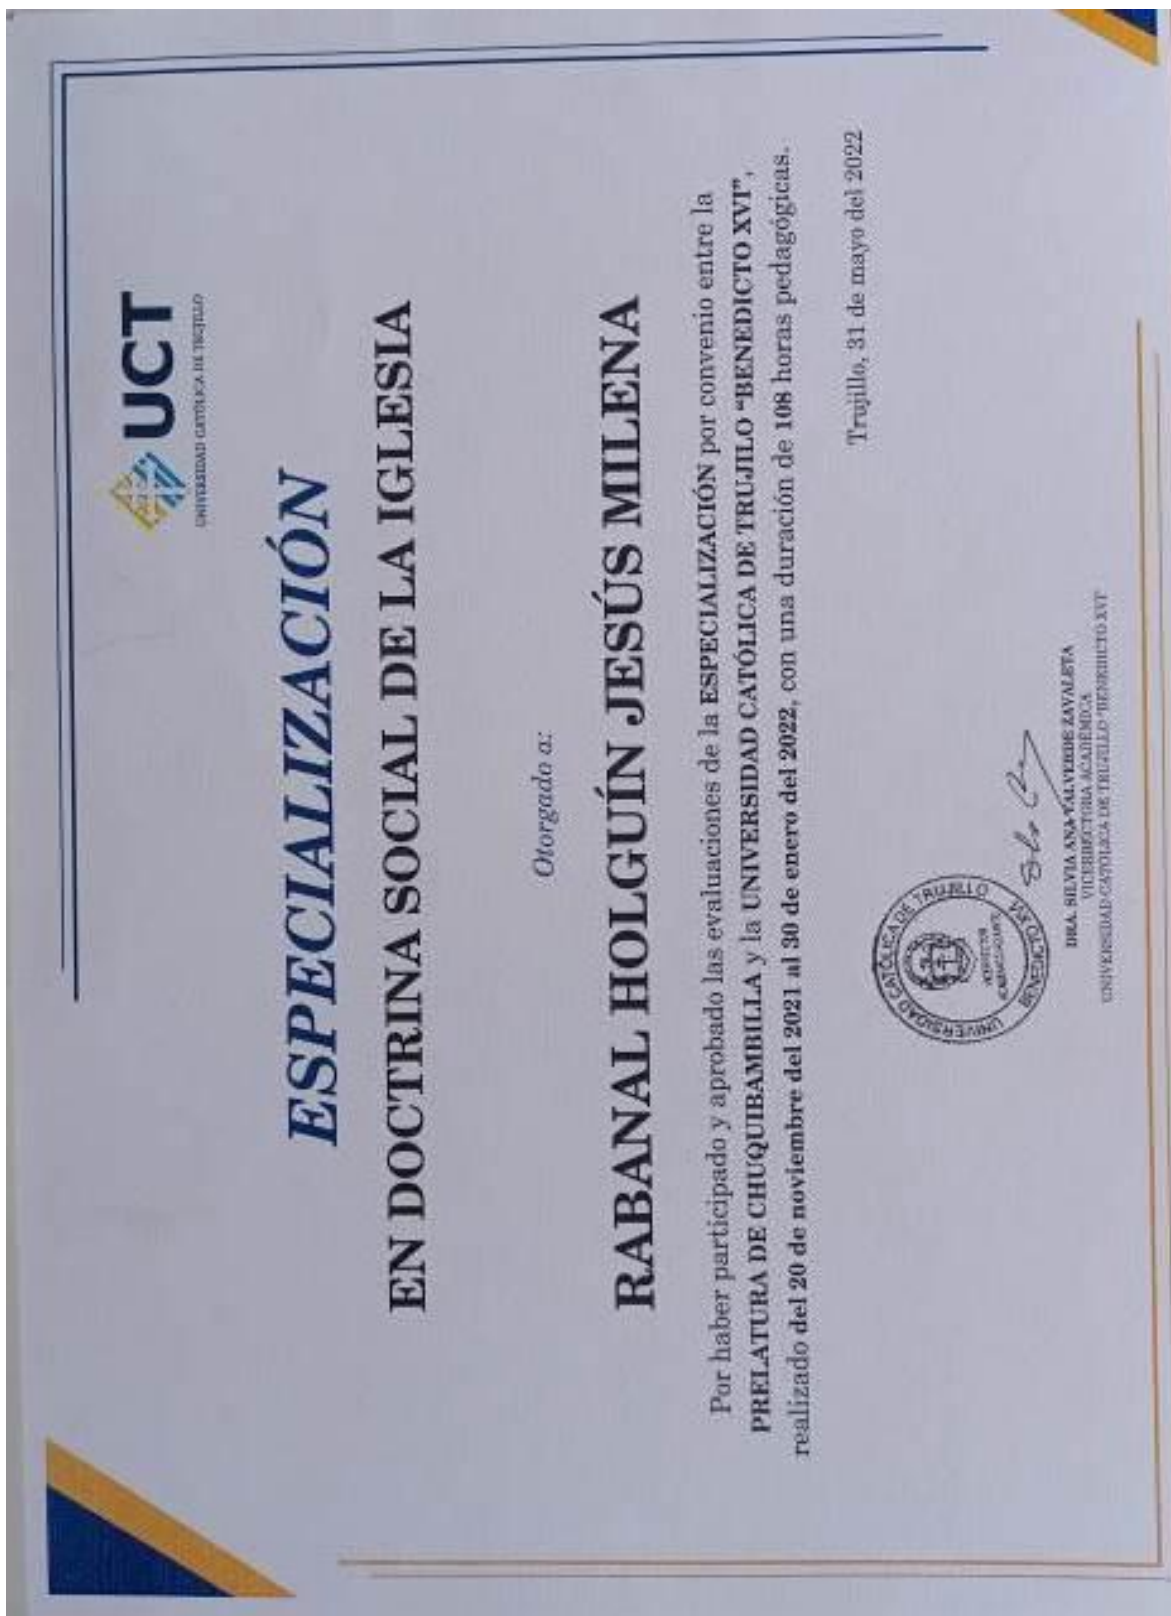 UCT
UNIVERSIDAD CATÓLICA DE TRUJILLO
ESPECIALIZACIÓN
EN DOCTRINA SOCIAL DE LA IGLESIA
Otorgado a:
RABANAL HOLGUÍN JESÚS MILENA
Por haber participado y aprobado las evaluaciones de la ESPECIALIZACIÓN por convenio entre la
PRELATURA DE CHUQUIBAMBILLA y la UNIVERSIDAD CATÓLICA DE TRUJILO “BENEDICTO XVI”,
realizado del 20 de noviembre del 2021 al 30 de enero del 2022, con una duración de 108 horas pedagógicas.
Trujillo, 31 de mayo del 2022
UNIVERSIDAD CATÓLICA DE TRUJILLO
BENEDICTO XVI
DRA. SILVIA ANA VALVERDE ZAVALETA
VICERRECTORA ACADÉMICA
UNIVERSIDAD CATÓLICA DE TRUJILLO "BENEDICTO XVI"